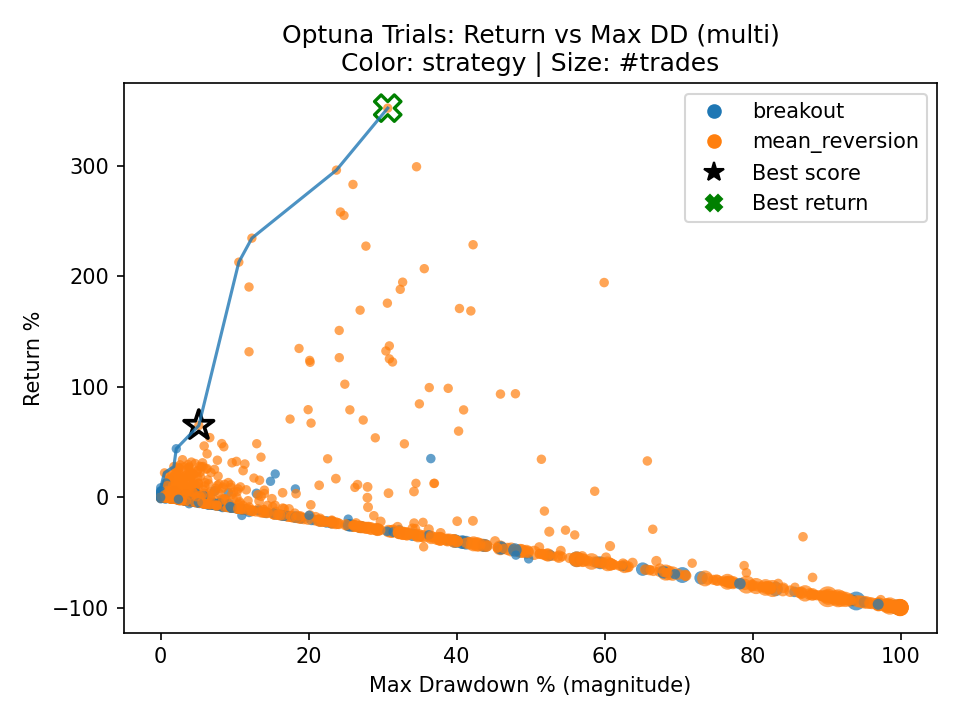 Optuna Trials: Return vs Max DD (multi)
Color: strategy | Size: #trades
breakout
mean_reversion
Best score
Best return
Return %
300
200
100
0
−100
0
20
40
60
80
100
Max Drawdown % (magnitude)